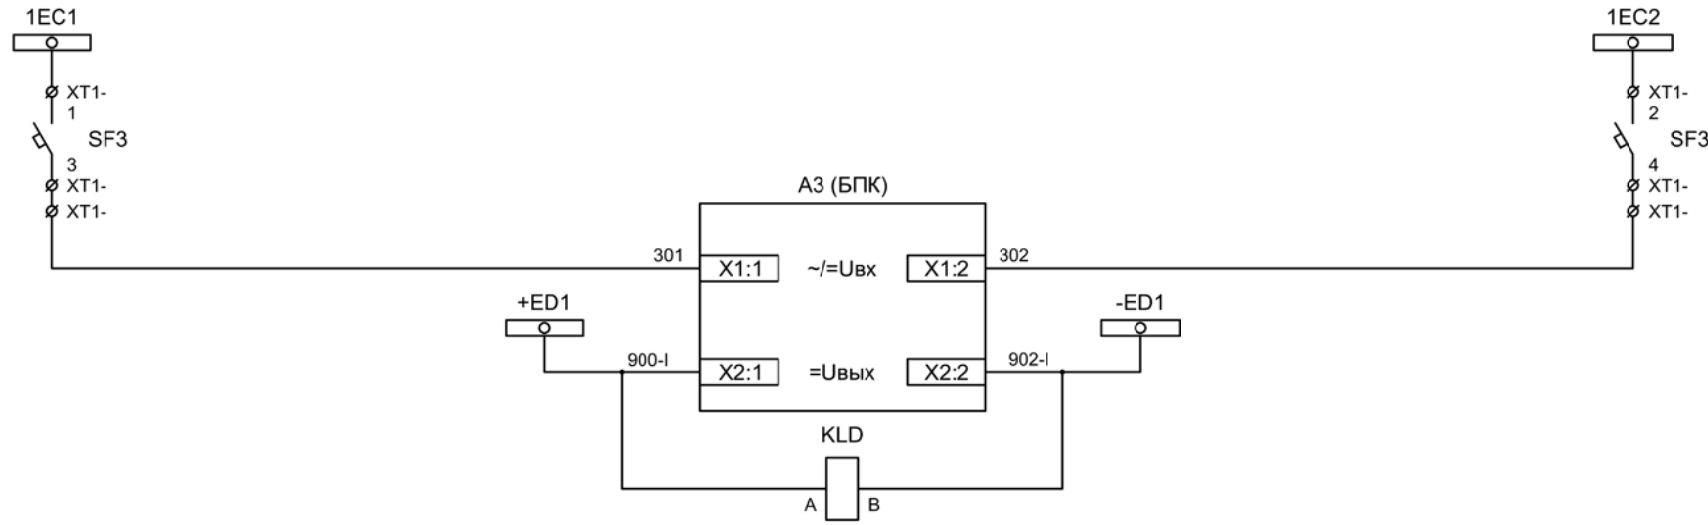 1EC1
1EC2
XT1-
XT1-
1
2
SF3
SF3
3
4
XT1-
XT1-
XT1-
XT1-
А3 (БПК)
301
X1:1
~/=Uвх
X1:2
302
+ED1
-ED1
900-I
X2:1
=Uвых
X2:2
902-I
KLD
A
B